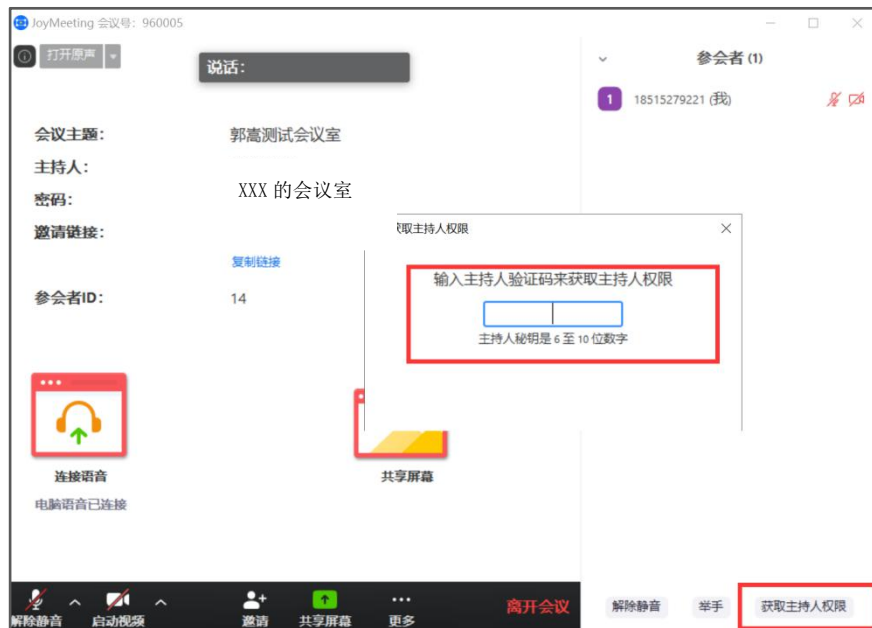 JoyMeeting 会议号：960005
打开原声
说话：
会议主题：
郭嵩测试会议室
主持人：
密码：
XXX 的会议室
邀请链接：
复制链接
参会者ID：
14
连接语音
电脑语音已连接
共享屏幕
参会者 (1)
1
18515279221 (我)
获取主持人权限
输入主持人验证码来获取主持人权限
主持人秘钥是 6 至 10 位数字
解除静音
启动视频
邀请
共享屏幕
更多
离开会议
解除静音
举手
获取主持人权限